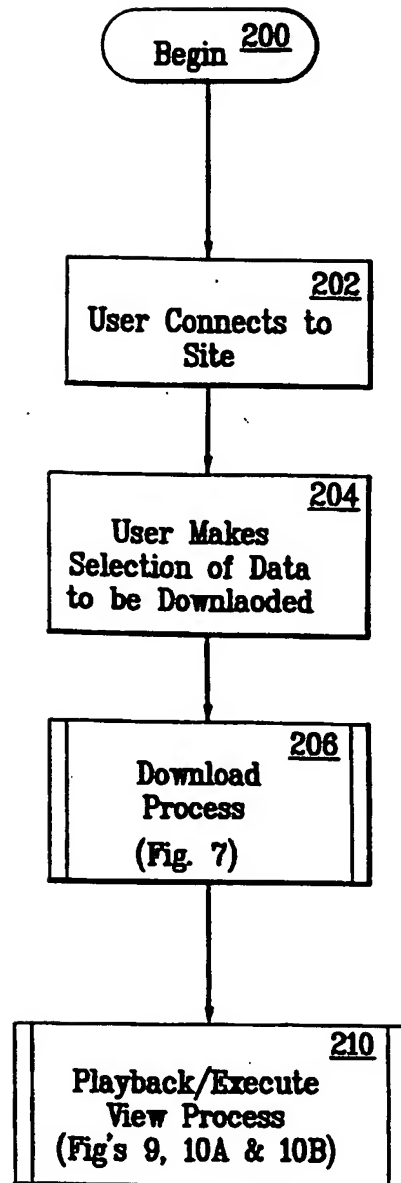 200
Begin
202
User Connects to
Site
204
User Makes
Selection of Data
to be Downlaoded
206
Download
Process
(Fig. 7)
210
Playback/Execute
View Process
(Fig's 9, 10A & 10B)